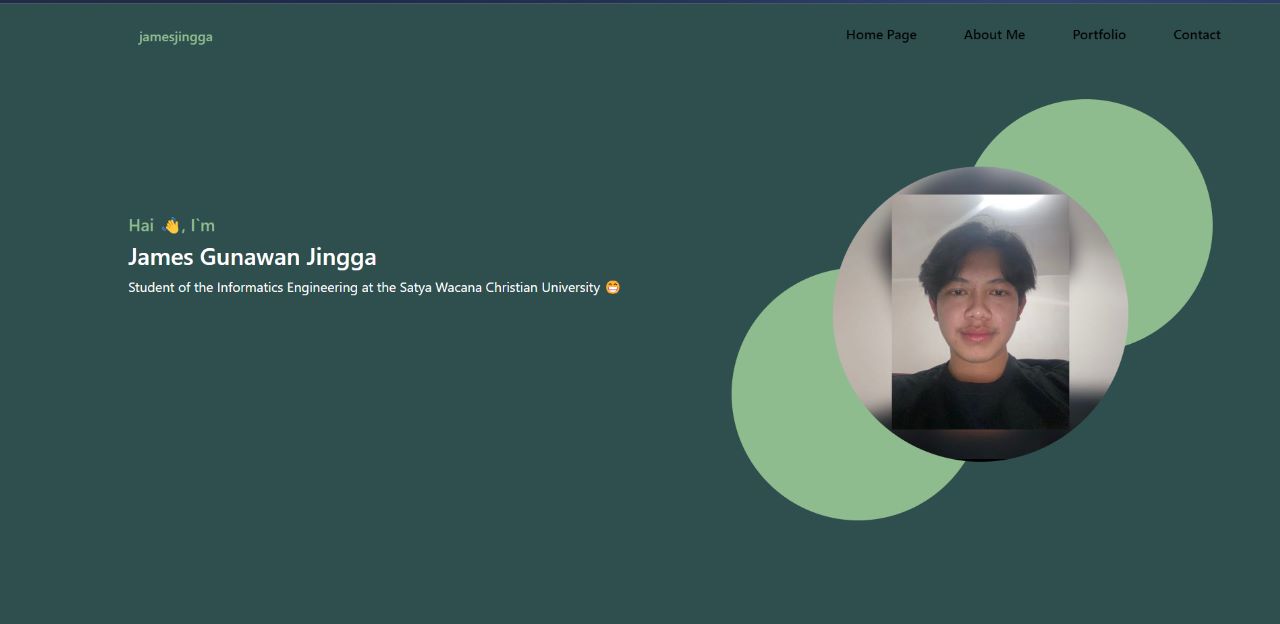 jamesjingga
Home Page About Me Portfolio Contact
Hai 👋, I`m
James Gunawan Jingga
Student of the Informatics Engineering at the Satya Wacana Christian University 😁